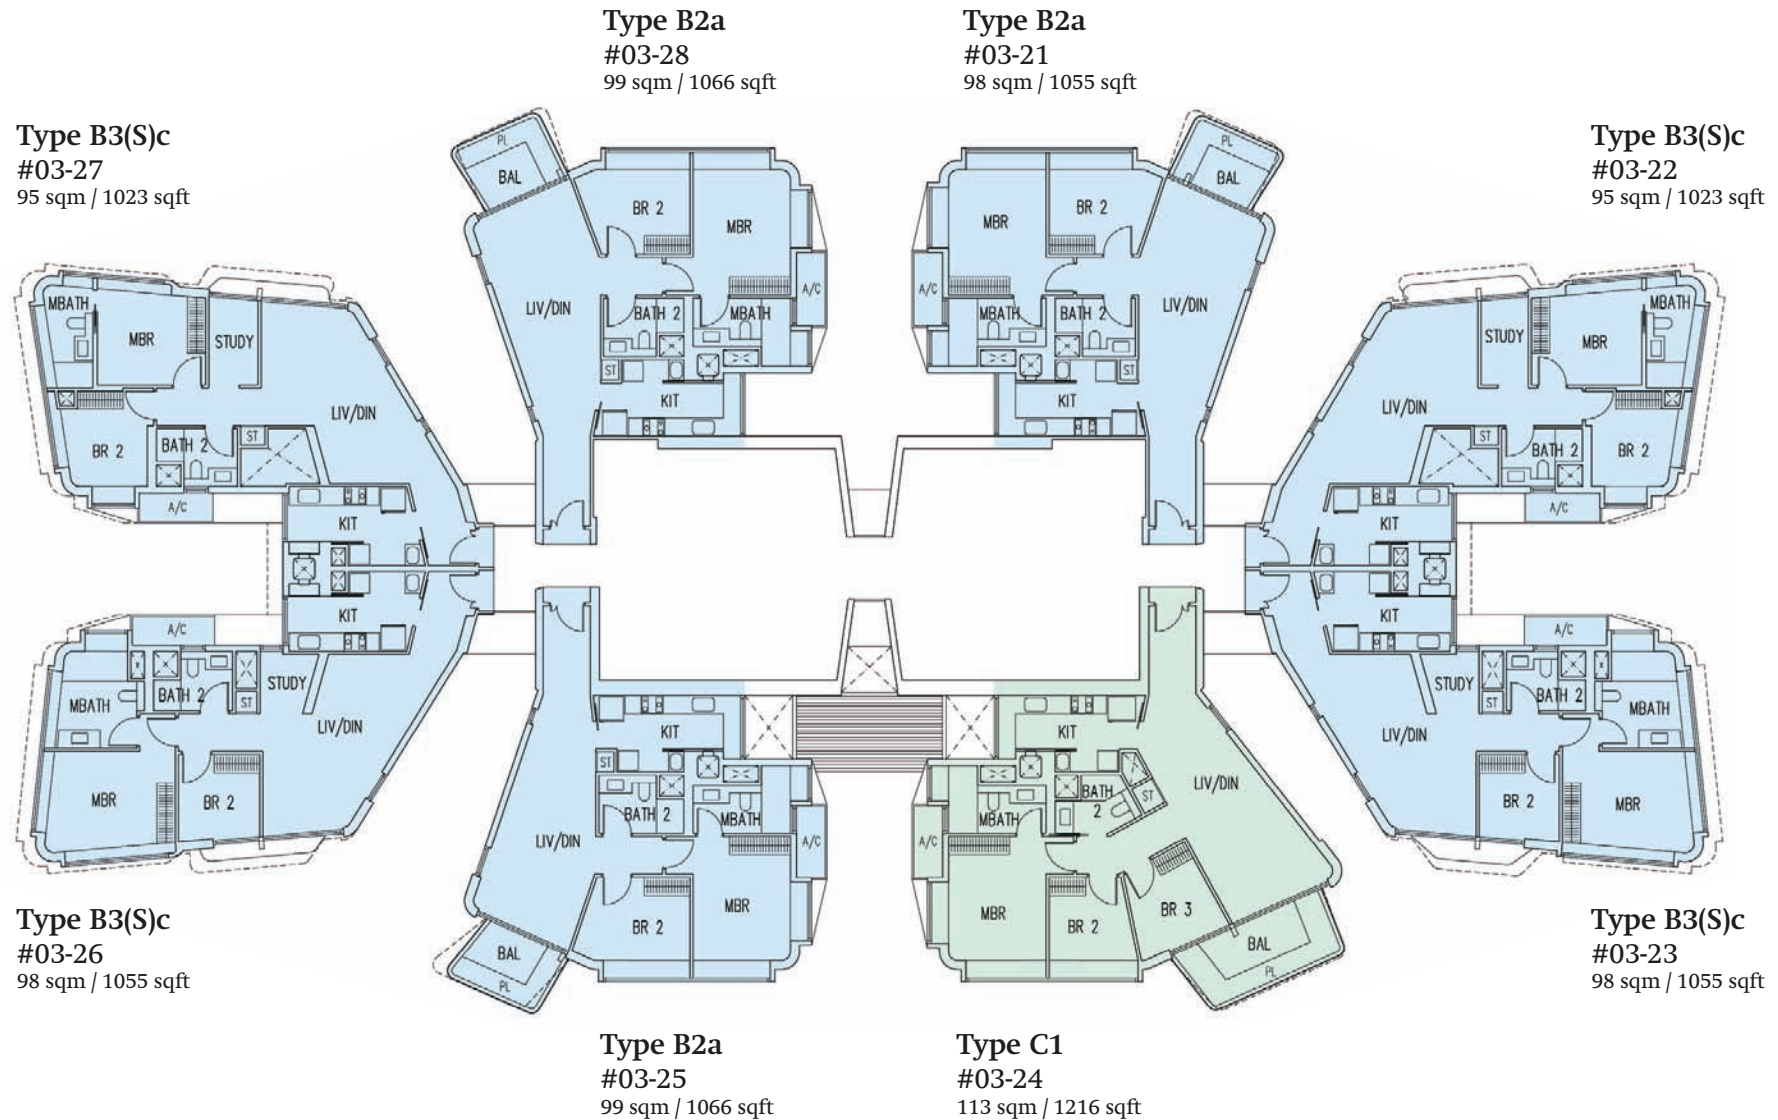 Type B2a
#03-28
99 sqm / 1066 sqft
Type B2a
#03-21
98 sqm / 1055 sqft
Type B3(S)c
#03-27
95 sqm / 1023 sqft
Type B3(S)c
#03-22
95 sqm / 1023 sqft
PL
BAL
BR 2
MBR
A/C
LIV/DIN
BATH 2
MBATH
ST
KIT
PL
BAL
MBR
BR 2
A/C
LIV/DIN
MBATH
BATH 2
ST
KIT
MBATH
MBR
STUDY
LIV/DIN
BR 2
BATH 2
ST
A/C
KIT
MBATH
STUDY
MBR
LIV/DIN
ST
BATH 2
BR 2
A/C
KIT
KIT
A/C
BATH 2
STUDY
ST
MBATH
LIV/DIN
MBR
BR 2
KIT
A/C
STUDY
BATH 2
ST
MBATH
LIV/DIN
BR 2
MBR
KIT
ST
BATH 2
MBATH
A/C
LIV/DIN
MBR
BR 2
BAL
PL
KIT
BATH
2
ST
LIV/DIN
MBATH
A/C
MBR
BR 2
BR 3
BAL
PL
Type B3(S)c
#03-26
98 sqm / 1055 sqft
Type B3(S)c
#03-23
98 sqm / 1055 sqft
Type B2a
#03-25
99 sqm / 1066 sqft
Type C1
#03-24
113 sqm / 1216 sqft